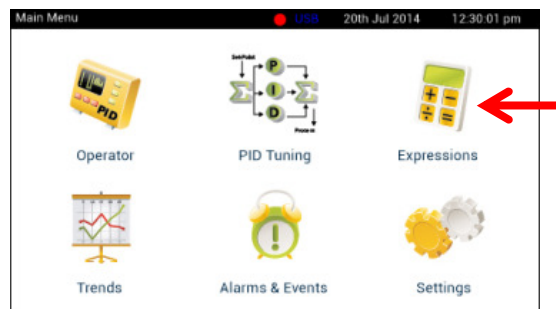 Main Menu USB 20th Jul 2014 12:30:01 pm
SetPoint
P
I
D
PID
Operator PID Tuning Expressions
Trends Alarms & Events Settings